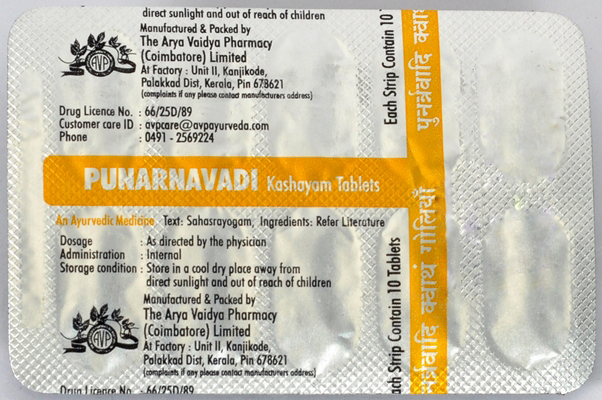 direct sunlight and out of reach of children
Manufactured & Packed by
The Arya Vaidya Pharmacy
(Coimbatore) Limited
At Factory : Unit II, Kanjikode,
Palakkad Dist, Kerala, Pin 678621
(complaints if any please contact manufacturers address)
AVP
Drug Licence No. : 66/25D/89
Customer care ID : avpcare@avpayurveda.com
Phone : 0491 - 2569224
PUNARNAVADI Kashayam Tablets
An Ayurvedic Medicine Text: Sahasrayogam, Ingredients: Refer Literature
Dosage : As directed by the physician
Administration : Internal
Storage condition : Store in a cool dry place away from
direct sunlight and out of reach of children
Manufactured & Packed by
The Arya Vaidya Pharmacy
(Coimbatore) Limited
At Factory : Unit II, Kanjikode,
Palakkad Dist, Kerala, Pin 678621
(complaints if any please contact manufacturers address)
AVP
Drug Licence No. : 66/25D/89
Each Strip Contain 10
ach Strip Contain 10 Tablets
पुनर्नवादि क्वा
नर्नवादि क्वाथं गोलियाँ